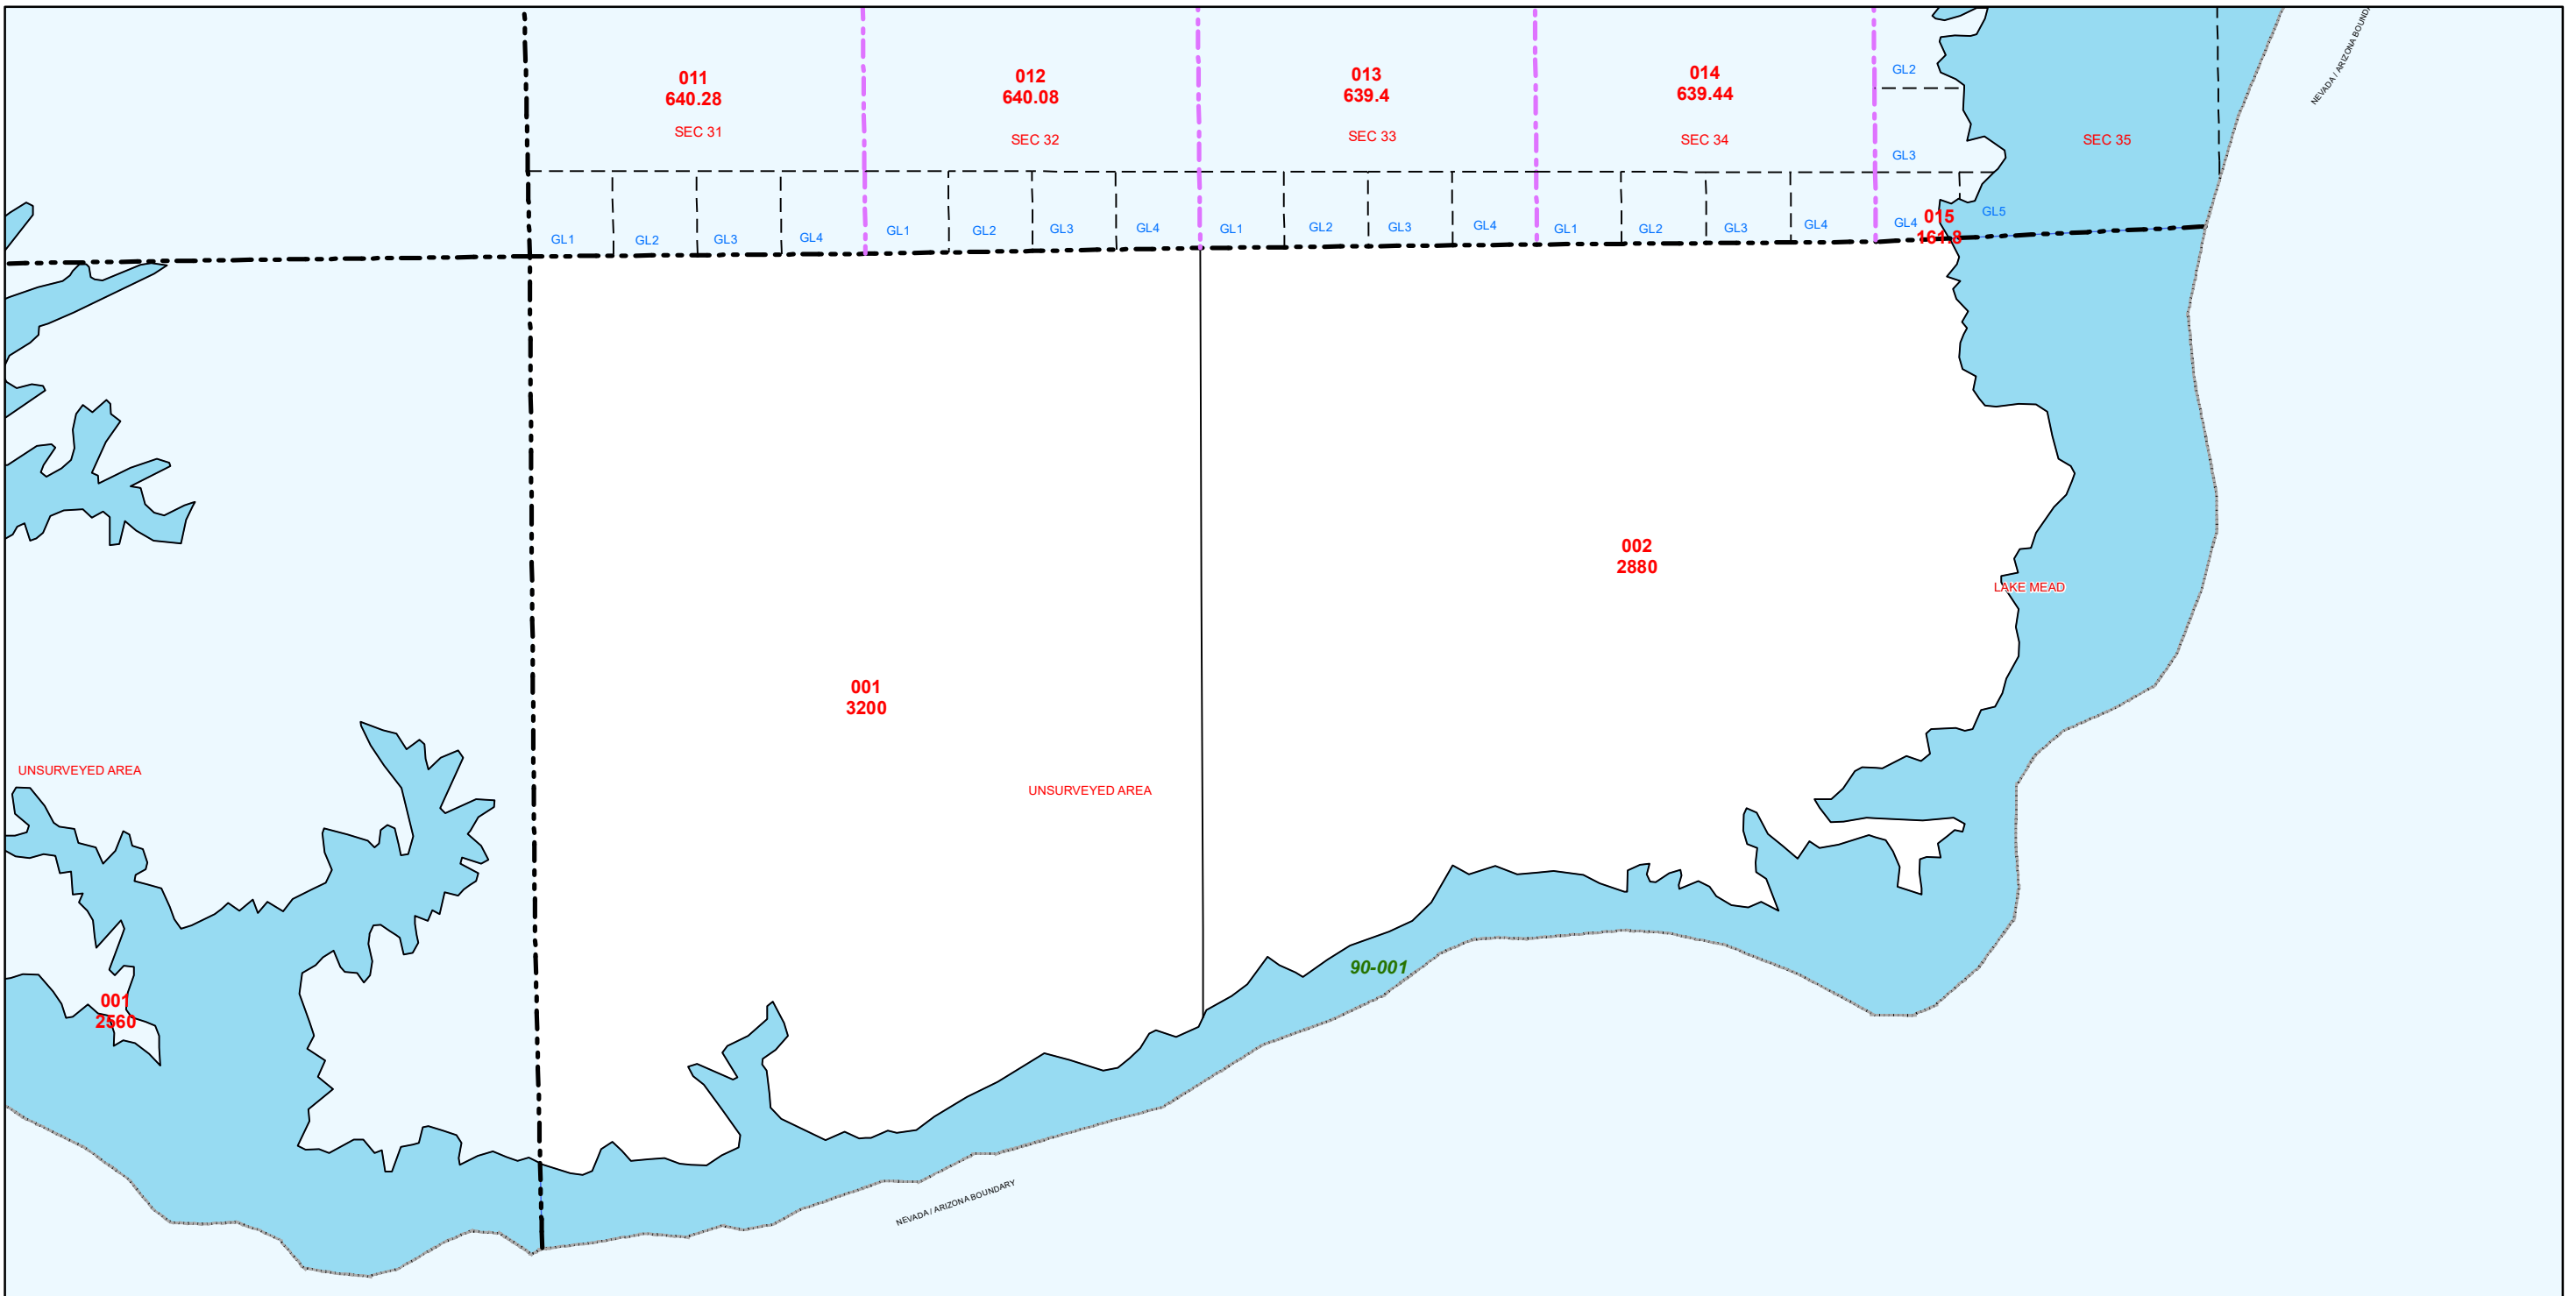 011
640.28
SEC 31
012
640.08
SEC 32
013
639.4
SEC 33
014
639.44
SEC 34
GL2
GL3
SEC 35
NEVADA / ARIZONA
GL1
GL2
GL3
GL4
GL1
GL2
GL3
GL4
GL1
GL2
GL3
GL4
GL1
GL2
GL3
GL4
GL4
015
161.8
GL5
002
2880
LAKE MEAD
001
3200
UNSURVEYED AREA
UNSURVEYED AREA
90-001
001
2560
NEVADA / ARIZONA BOUNDARY